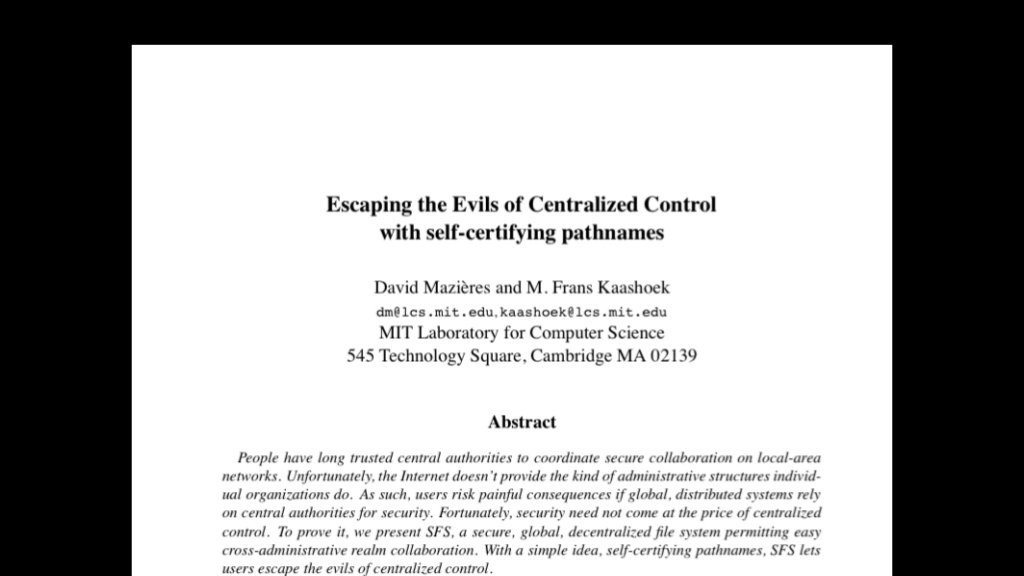 Escaping the Evils of Centralized Control
with self-certifying pathnames
David Mazières and M. Frans Kaashoek
dm@lcs.mit.edu,kaashoek@lcs.mit.edu
MIT Laboratory for Computer Science
545 Technology Square, Cambridge MA 02139
Abstract
People have long trusted central authorities to coordinate secure collaboration on local-area
networks. Unfortunately, the Internet doesn't provide the kind of administrative structures individ-
ual organizations do. As such, users risk painful consequences if global, distributed systems rely
on central authorities for security. Fortunately, security need not come at the price of centralized
control. To prove it, we present SFS, a secure, global, decentralized file system permitting easy
cross-administrative realm collaboration. With a simple idea, self-certifying pathnames, SFS lets
users escape the evils of centralized control.